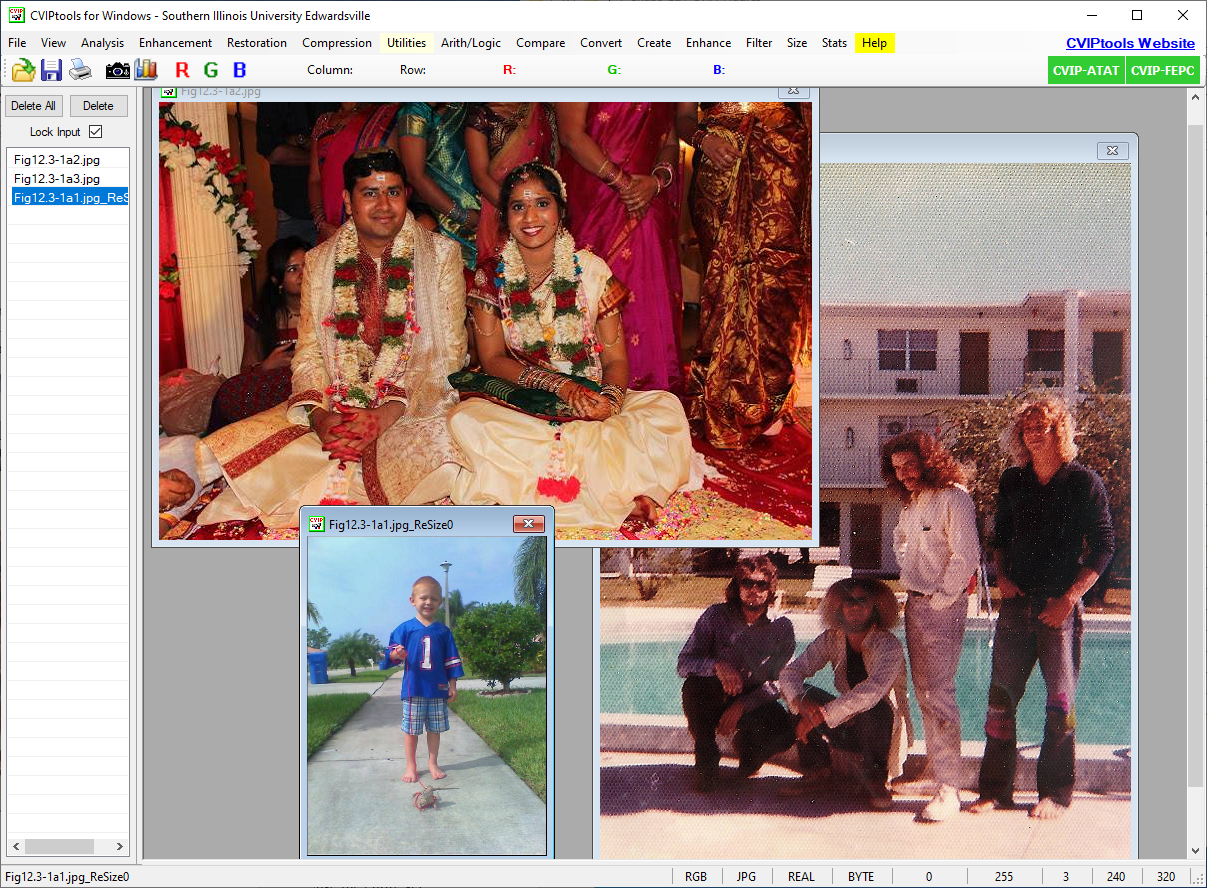 CVIPtools for Windows - Southern Illinois University Edwardsville
File View Analysis Enhancement Restoration Compression Utilities Arith/Logic Compare Convert Create Enhance Filter Size Stats Help
CVIPtools Website
R G B Column: Row: R: G: B:
CVIP-ATAT CVIP-FEPC
Delete All Delete
Lock Input
Fig12.3-1a2.jpg
Fig12.3-1a3.jpg
Fig12.3-1a1.jpg_ReS
Fig12.3-1a2.jpg
CVIP Fig12.3-1a1.jpg_ReSize0
1
Fig12.3-1a1.jpg_ReSize0 RGB JPG REAL BYTE 0 255 3 240 320